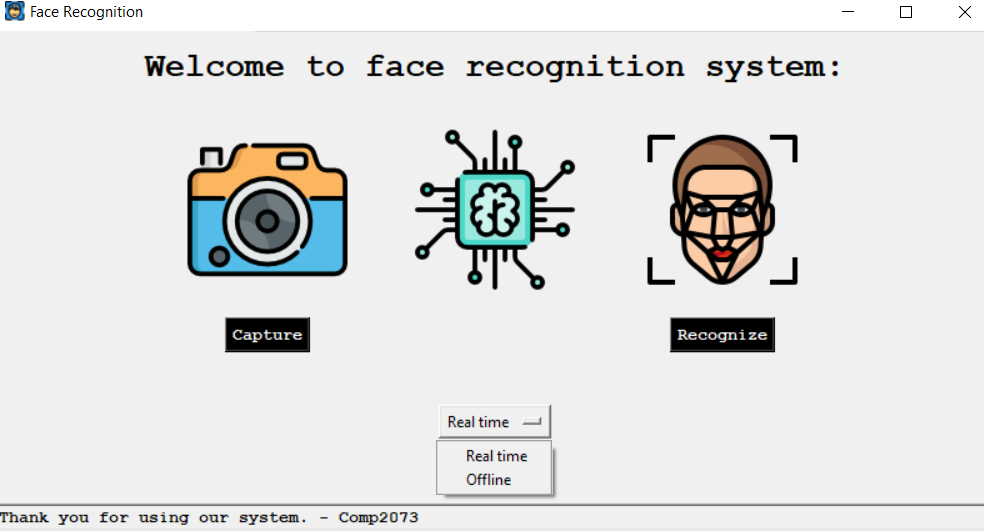 Face Recognition
Welcome to face recognition system:
Capture
Recognize
Real time
Real time
Offline
Thank you for using our system. - Comp2073